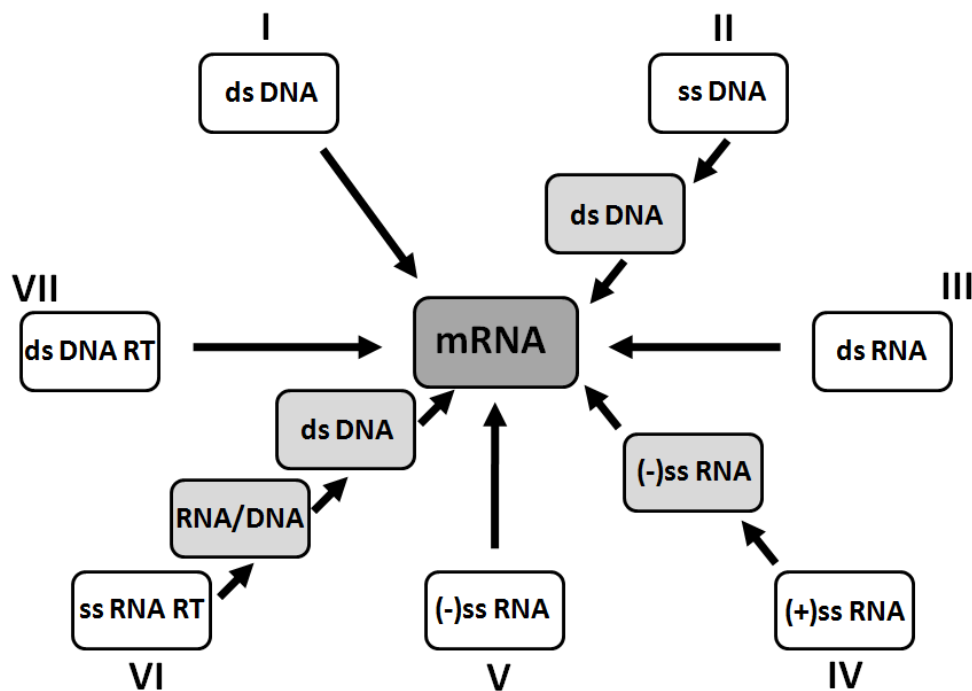 I
II
ds DNA
ss DNA
ds DNA
VII
III
ds DNA RT
mRNA
ds RNA
ds DNA
(-)ss RNA
RNA/DNA
ss RNA RT
(-)ss RNA
(+)ss RNA
VI
V
IV